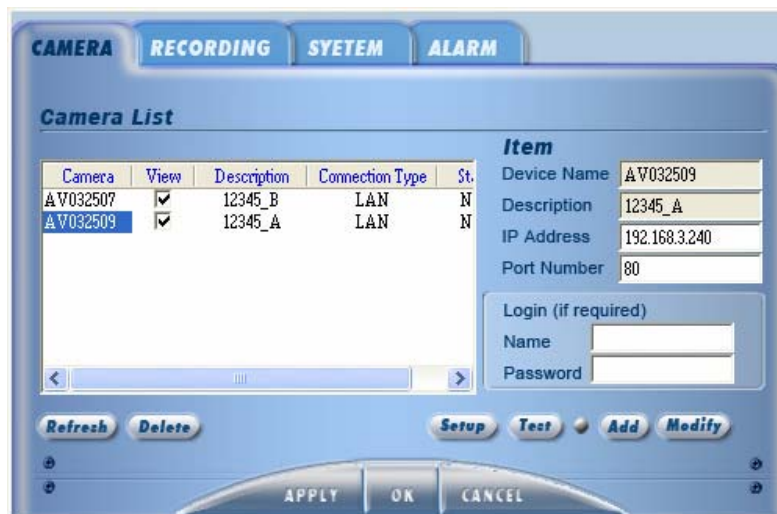 CAMERA RECORDING SYETEM ALARM
Camera List
Camera View Description Connection Type St
AV032507 12345_B LAN N
AV032509 12345_A LAN N
Item
Device Name AV032509
Description 12345_A
IP Address 192.168.3.240
Port Number 80
Login (if required)
Name
Password
Refresh Delete Setup Test Add Modify
APPLY OK CANCEL